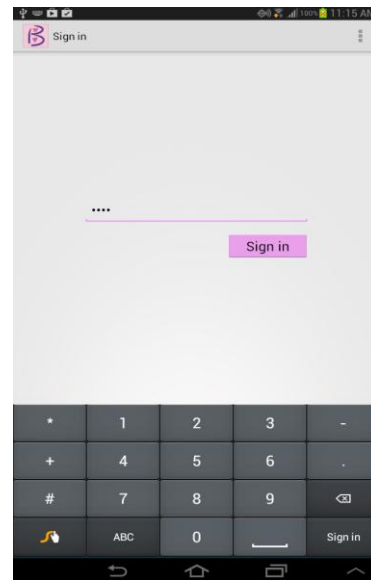 100% 11:15 AM
Sign in
••••
Sign in
* 1 2 3 -
+ 4 5 6 .
# 7 8 9
ABC 0 Sign in